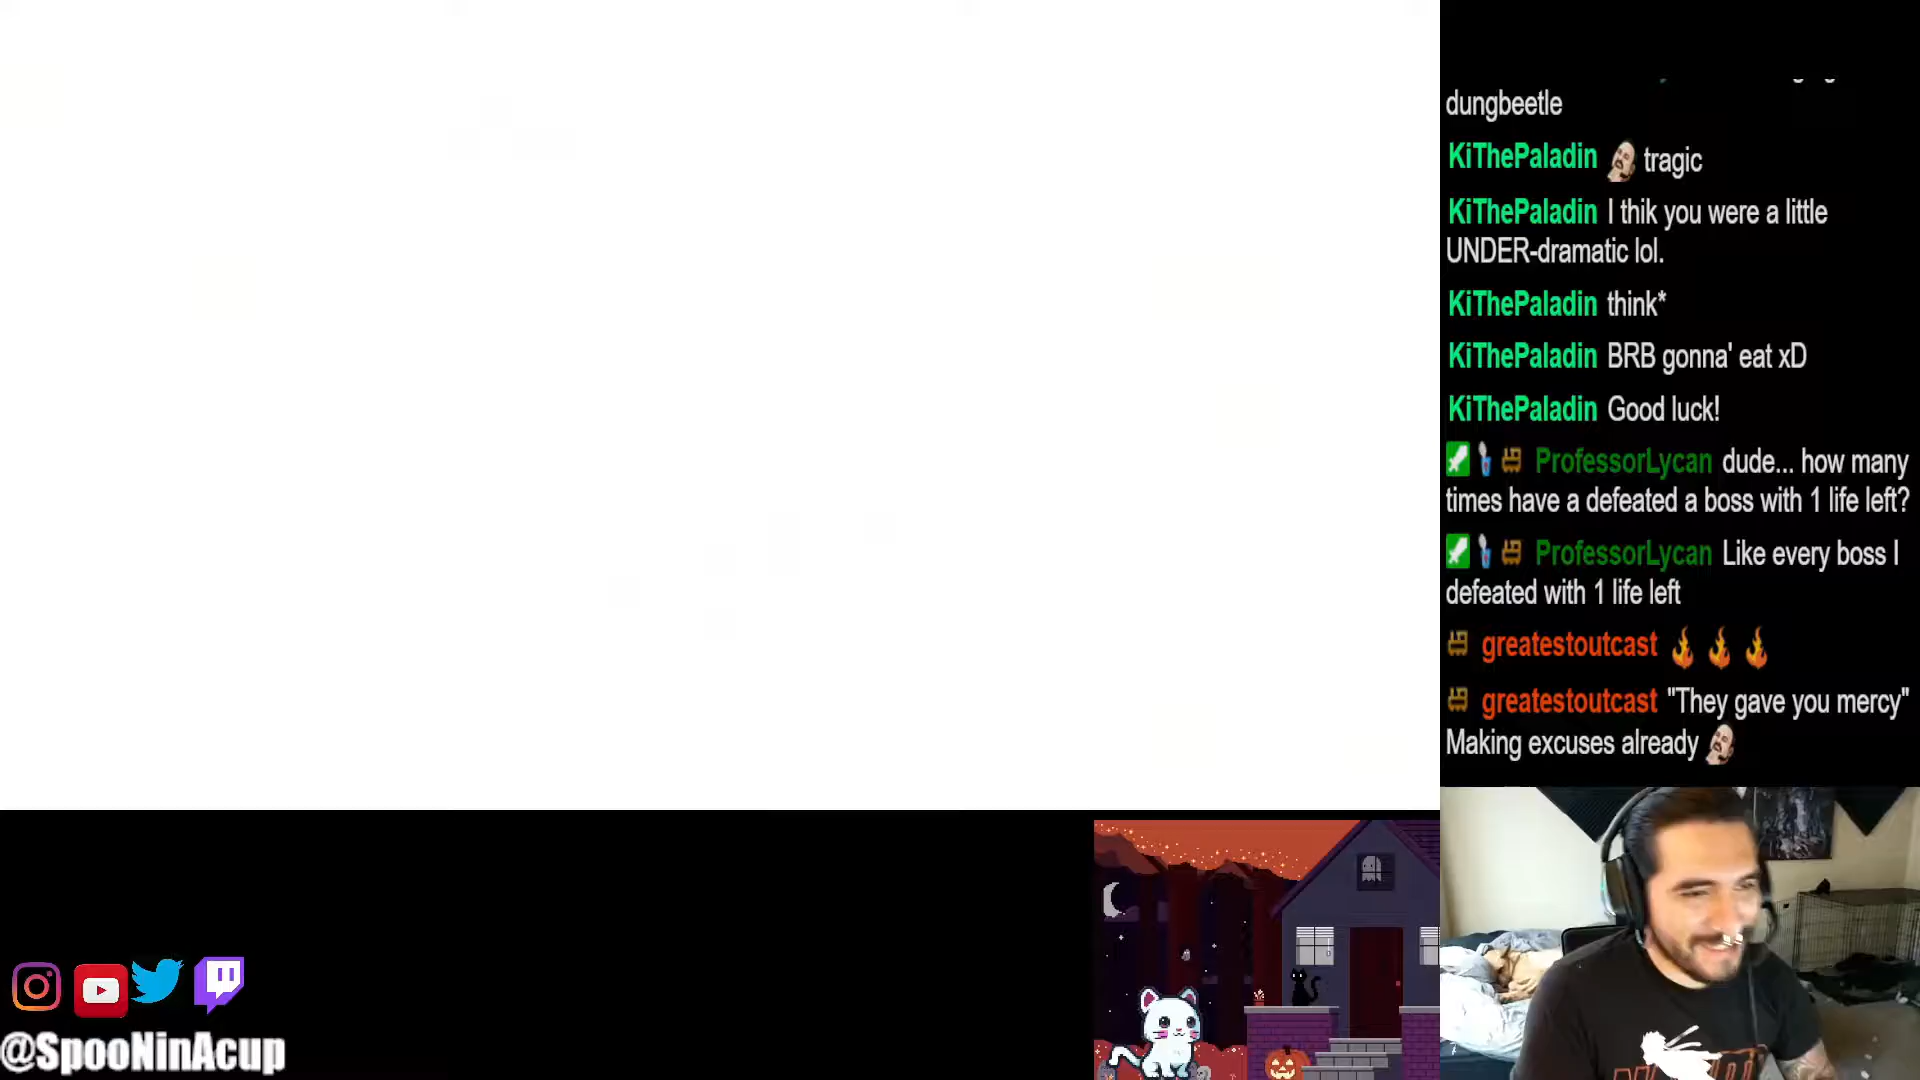 dungbeetle
KiThePaladin tragic
KiThePaladin I thik you were a little
UNDER-dramatic lol.
KiThePaladin think*
KiThePaladin BRB gonna' eat xD
KiThePaladin Good luck!
ProfessorLycan dude... how many
times have a defeated a boss with 1 life left?
ProfessorLycan Like every boss I
defeated with 1 life left
greatestoutcast
greatestoutcast "They gave you mercy"
Making excuses already
@SpooNinAcup